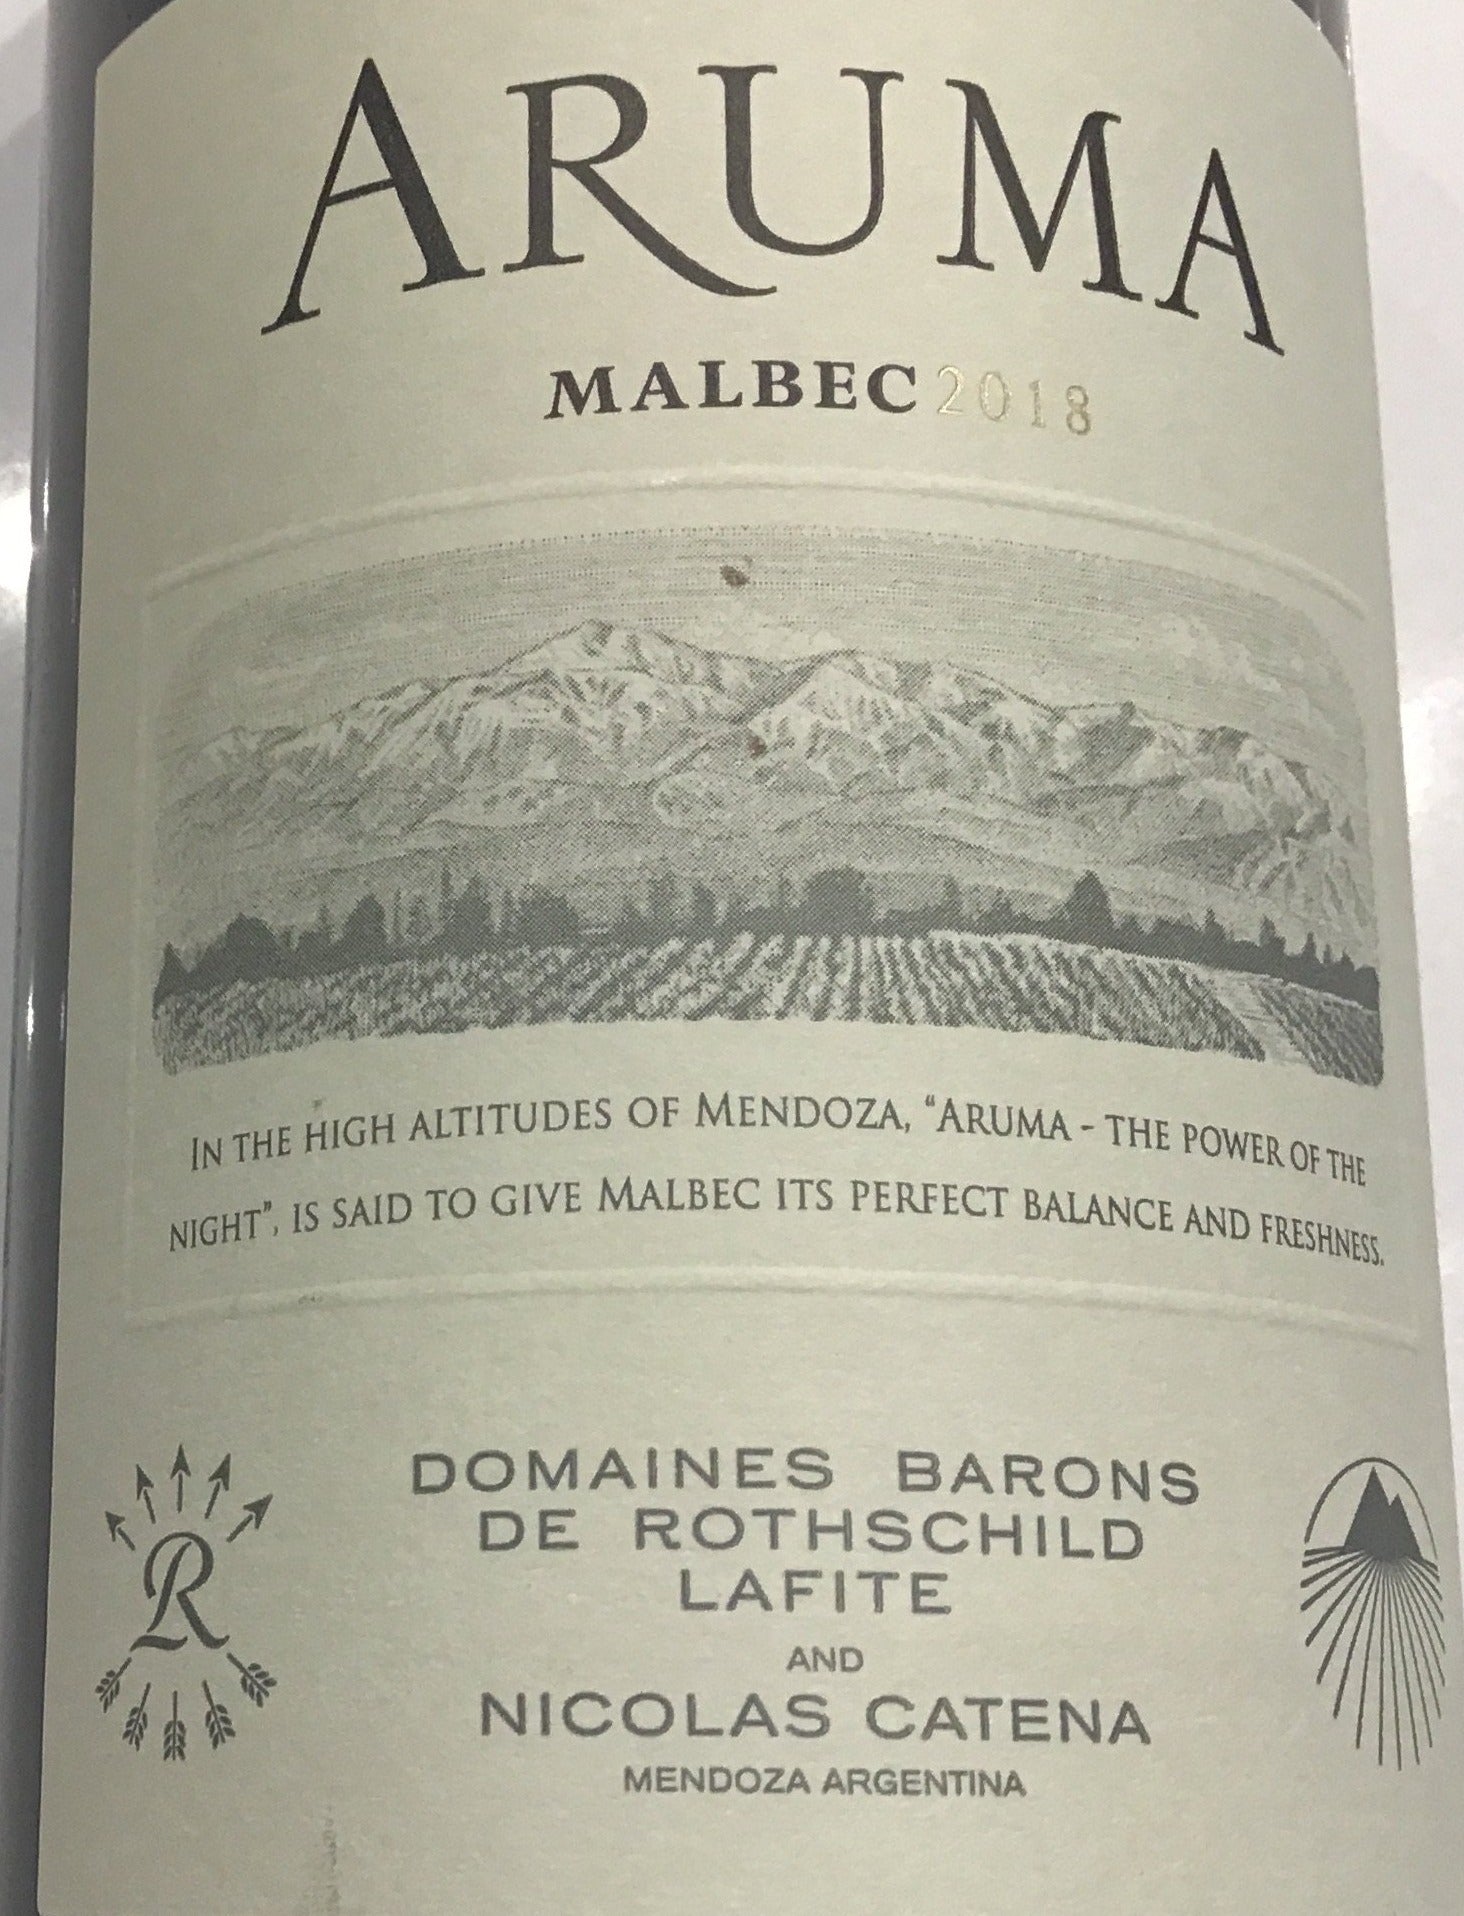 ARUMA
MALBEC 2018
IN THE HIGH ALTITUDES OF MENDOZA, "ARUMA - THE POWER OF THE
NIGHT", IS SAID TO GIVE MALBEC ITS PERFECT BALANCE AND FRESHNESS.
DOMAINES BARONS
DE ROTHSCHILD
LAFITE
AND
NICOLAS CATENA
MENDOZA ARGENTINA
R